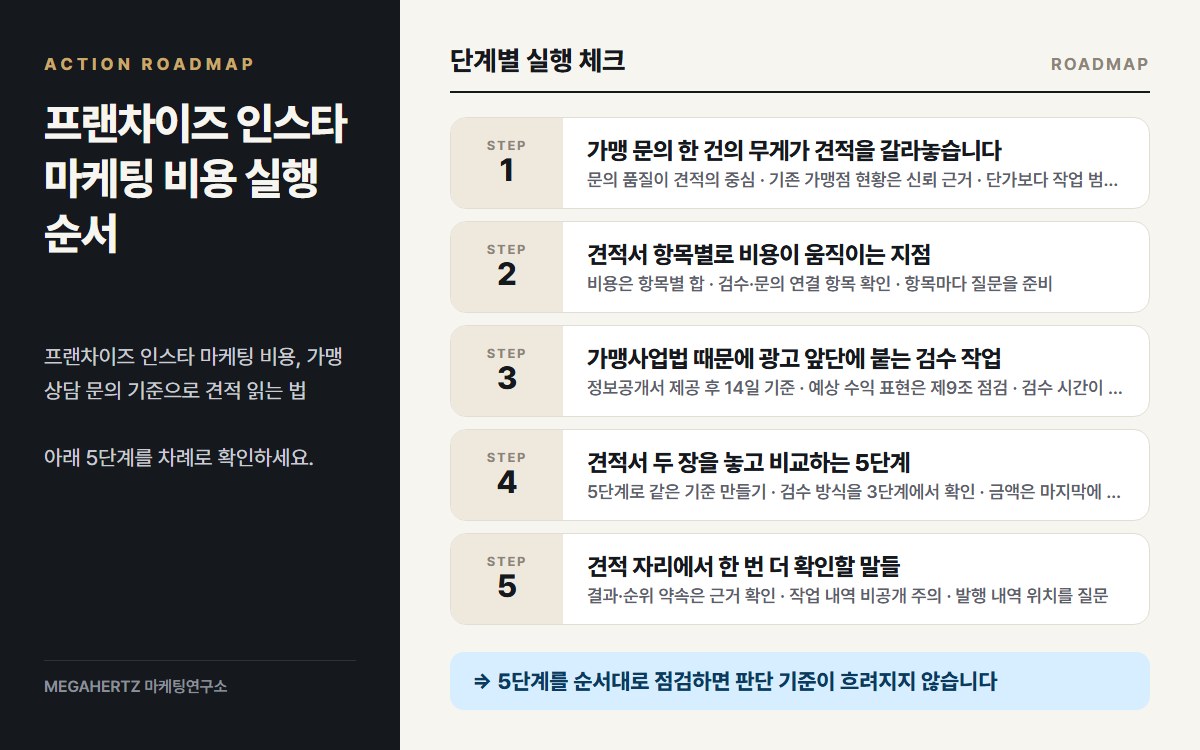 ACTION ROADMAP
프랜차이즈 인스타
마케팅 비용 실행
순서
프랜차이즈 인스타 마케팅 비용, 가맹
상담 문의 기준으로 견적 읽는 법
아래 5단계를 차례로 확인하세요.
MEGAHERTZ 마케팅연구소
단계별 실행 체크
ROADMAP
STEP
1
가맹 문의 한 건의 무게가 견적을 갈라놓습니다
문의 품질이 견적의 중심 · 기존 가맹점 현황은 신뢰 근거 · 단가보다 작업 범...
STEP
2
견적서 항목별로 비용이 움직이는 지점
비용은 항목별 합 · 검수·문의 연결 항목 확인 · 항목마다 질문을 준비
STEP
3
가맹사업법 때문에 광고 앞단에 붙는 검수 작업
정보공개서 제공 후 14일 기준 · 예상 수익 표현은 제9조 점검 · 검수 시간이 ...
STEP
4
견적서 두 장을 놓고 비교하는 5단계
5단계로 같은 기준 만들기 · 검수 방식을 3단계에서 확인 · 금액은 마지막에 ...
STEP
5
견적 자리에서 한 번 더 확인할 말들
결과·순위 약속은 근거 확인 · 작업 내역 비공개 주의 · 발행 내역 위치를 질문
→ 5단계를 순서대로 점검하면 판단 기준이 흐려지지 않습니다